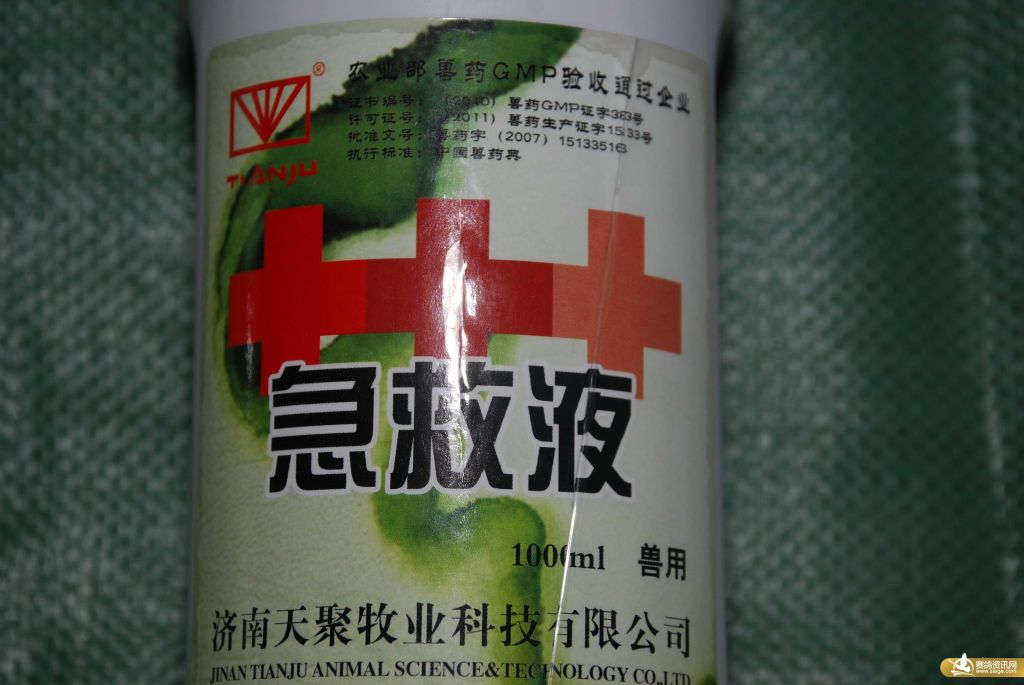 农业部兽药GMP验收通过企业
证书编号：（2010）兽药GMP证字383号
许可证号：（2011）兽药生产证字15133号
批准文号：兽药字（2007）151335163
执行标准：中国兽药典
®
TIANJU
急救液
1000ml 兽用
济南天聚牧业科技有限公司
JINAN TIANJU ANIMAL SCIENCE&TECHNOLOGY CO.,LTD
赛鸽资讯网
www.saige.com